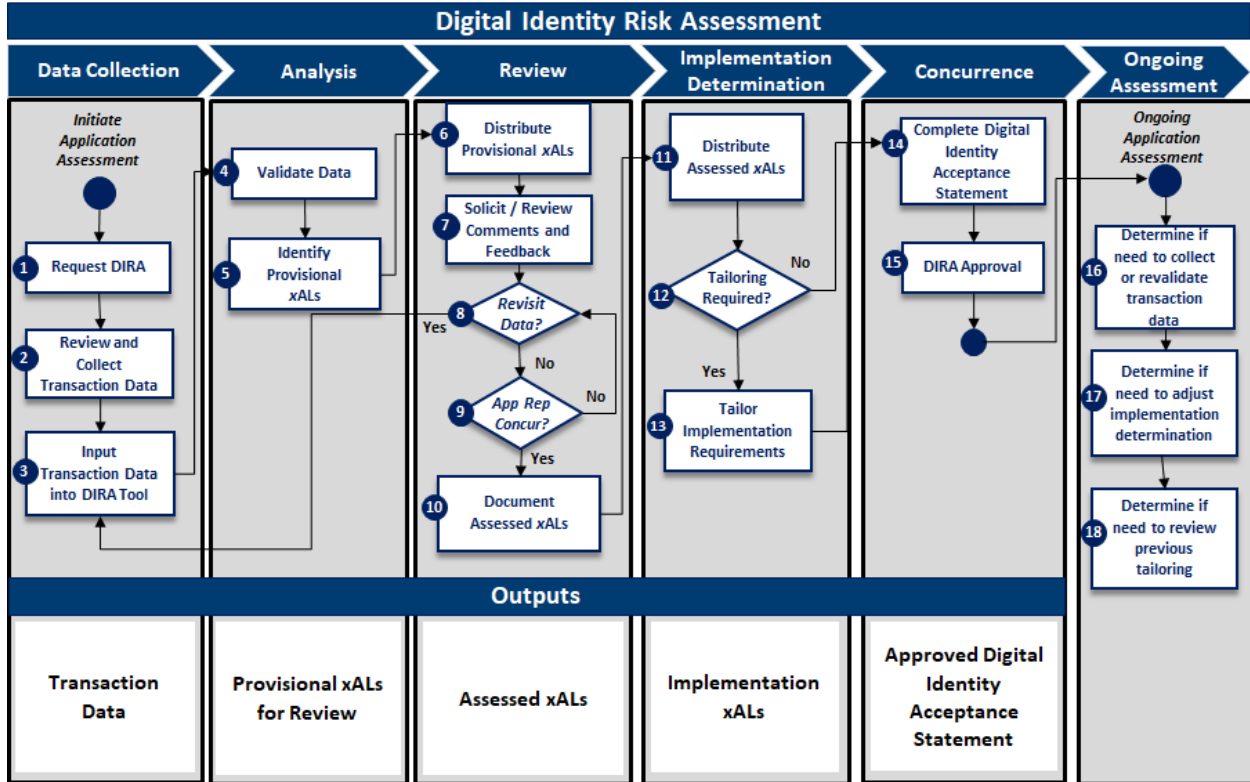 Digital Identity Risk Assessment
Data Collection
Analysis
Review
Implementation
Determination
Concurrence
Ongoing
Assessment
Initiate
Application
Assessment
1
Request DIRA
2
Review and
Collect
Transaction Data
3
Input
Transaction Data
into DIRA Tool
4
Validate Data
5
Identify
Provisional
xALs
6
Distribute
Provisional xALs
7
Solicit / Review
Comments and
Feedback
8
Revisit
Data?
Yes
No
9
App Rep
Concur?
No
Yes
10
Document
Assessed xALs
11
Distribute
Assessed xALs
12
Tailoring
Required?
No
Yes
13
Tailor
Implementation
Requirements
14
Complete Digital
Identity
Acceptance
Statement
15
DIRA Approval
Ongoing
Application
Assessment
16
Determine if
need to collect
or revalidate
transaction
data
17
Determine if
need to adjust
implementation
determination
18
Determine if
need to review
previous
tailoring
Outputs
Transaction
Data
Provisional xALs
for Review
Assessed xALs
Implementation
xALs
Approved Digital
Identity
Acceptance
Statement